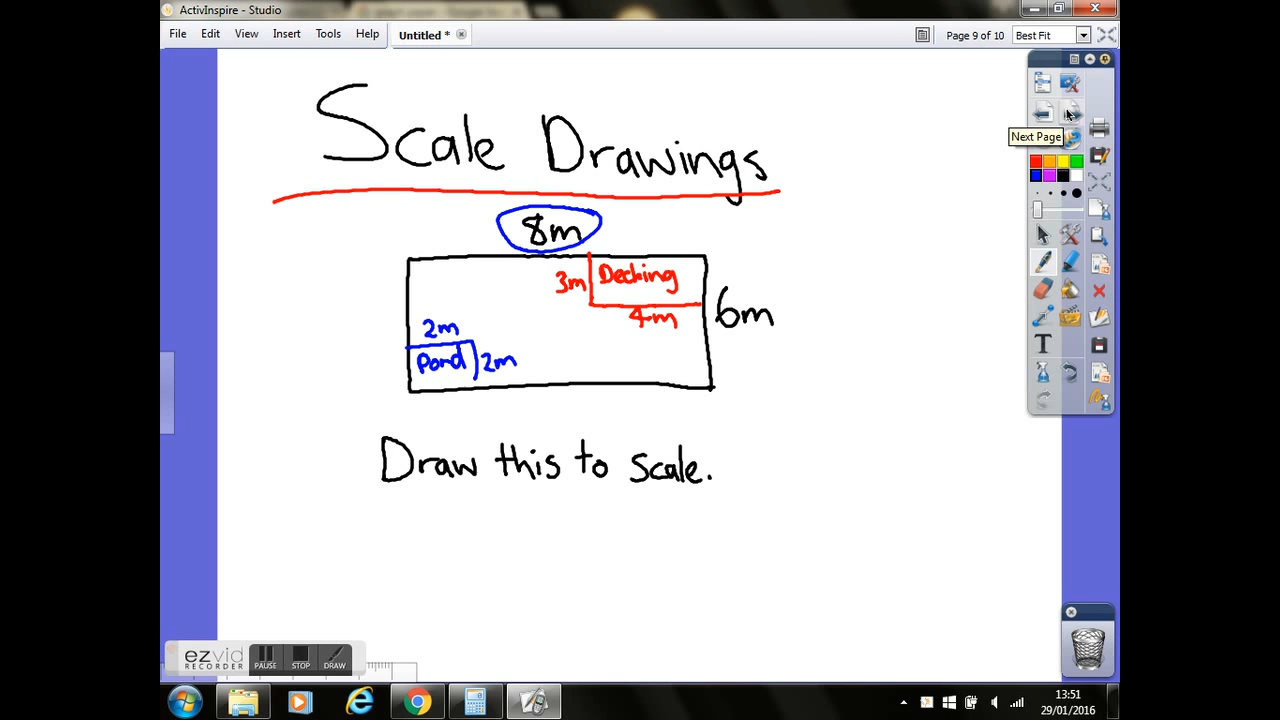 ActivInspire - Studio
File Edit View Insert Tools Help Untitled * Page 9 of 10 Best Fit
Next Page
Scale Drawings
8m
3m Decking
4m
6m
2m
Pond 2m
Draw this to scale.
T
ezvid
RECORDER
PAUSE STOP DRAW
13:51
29/01/2016